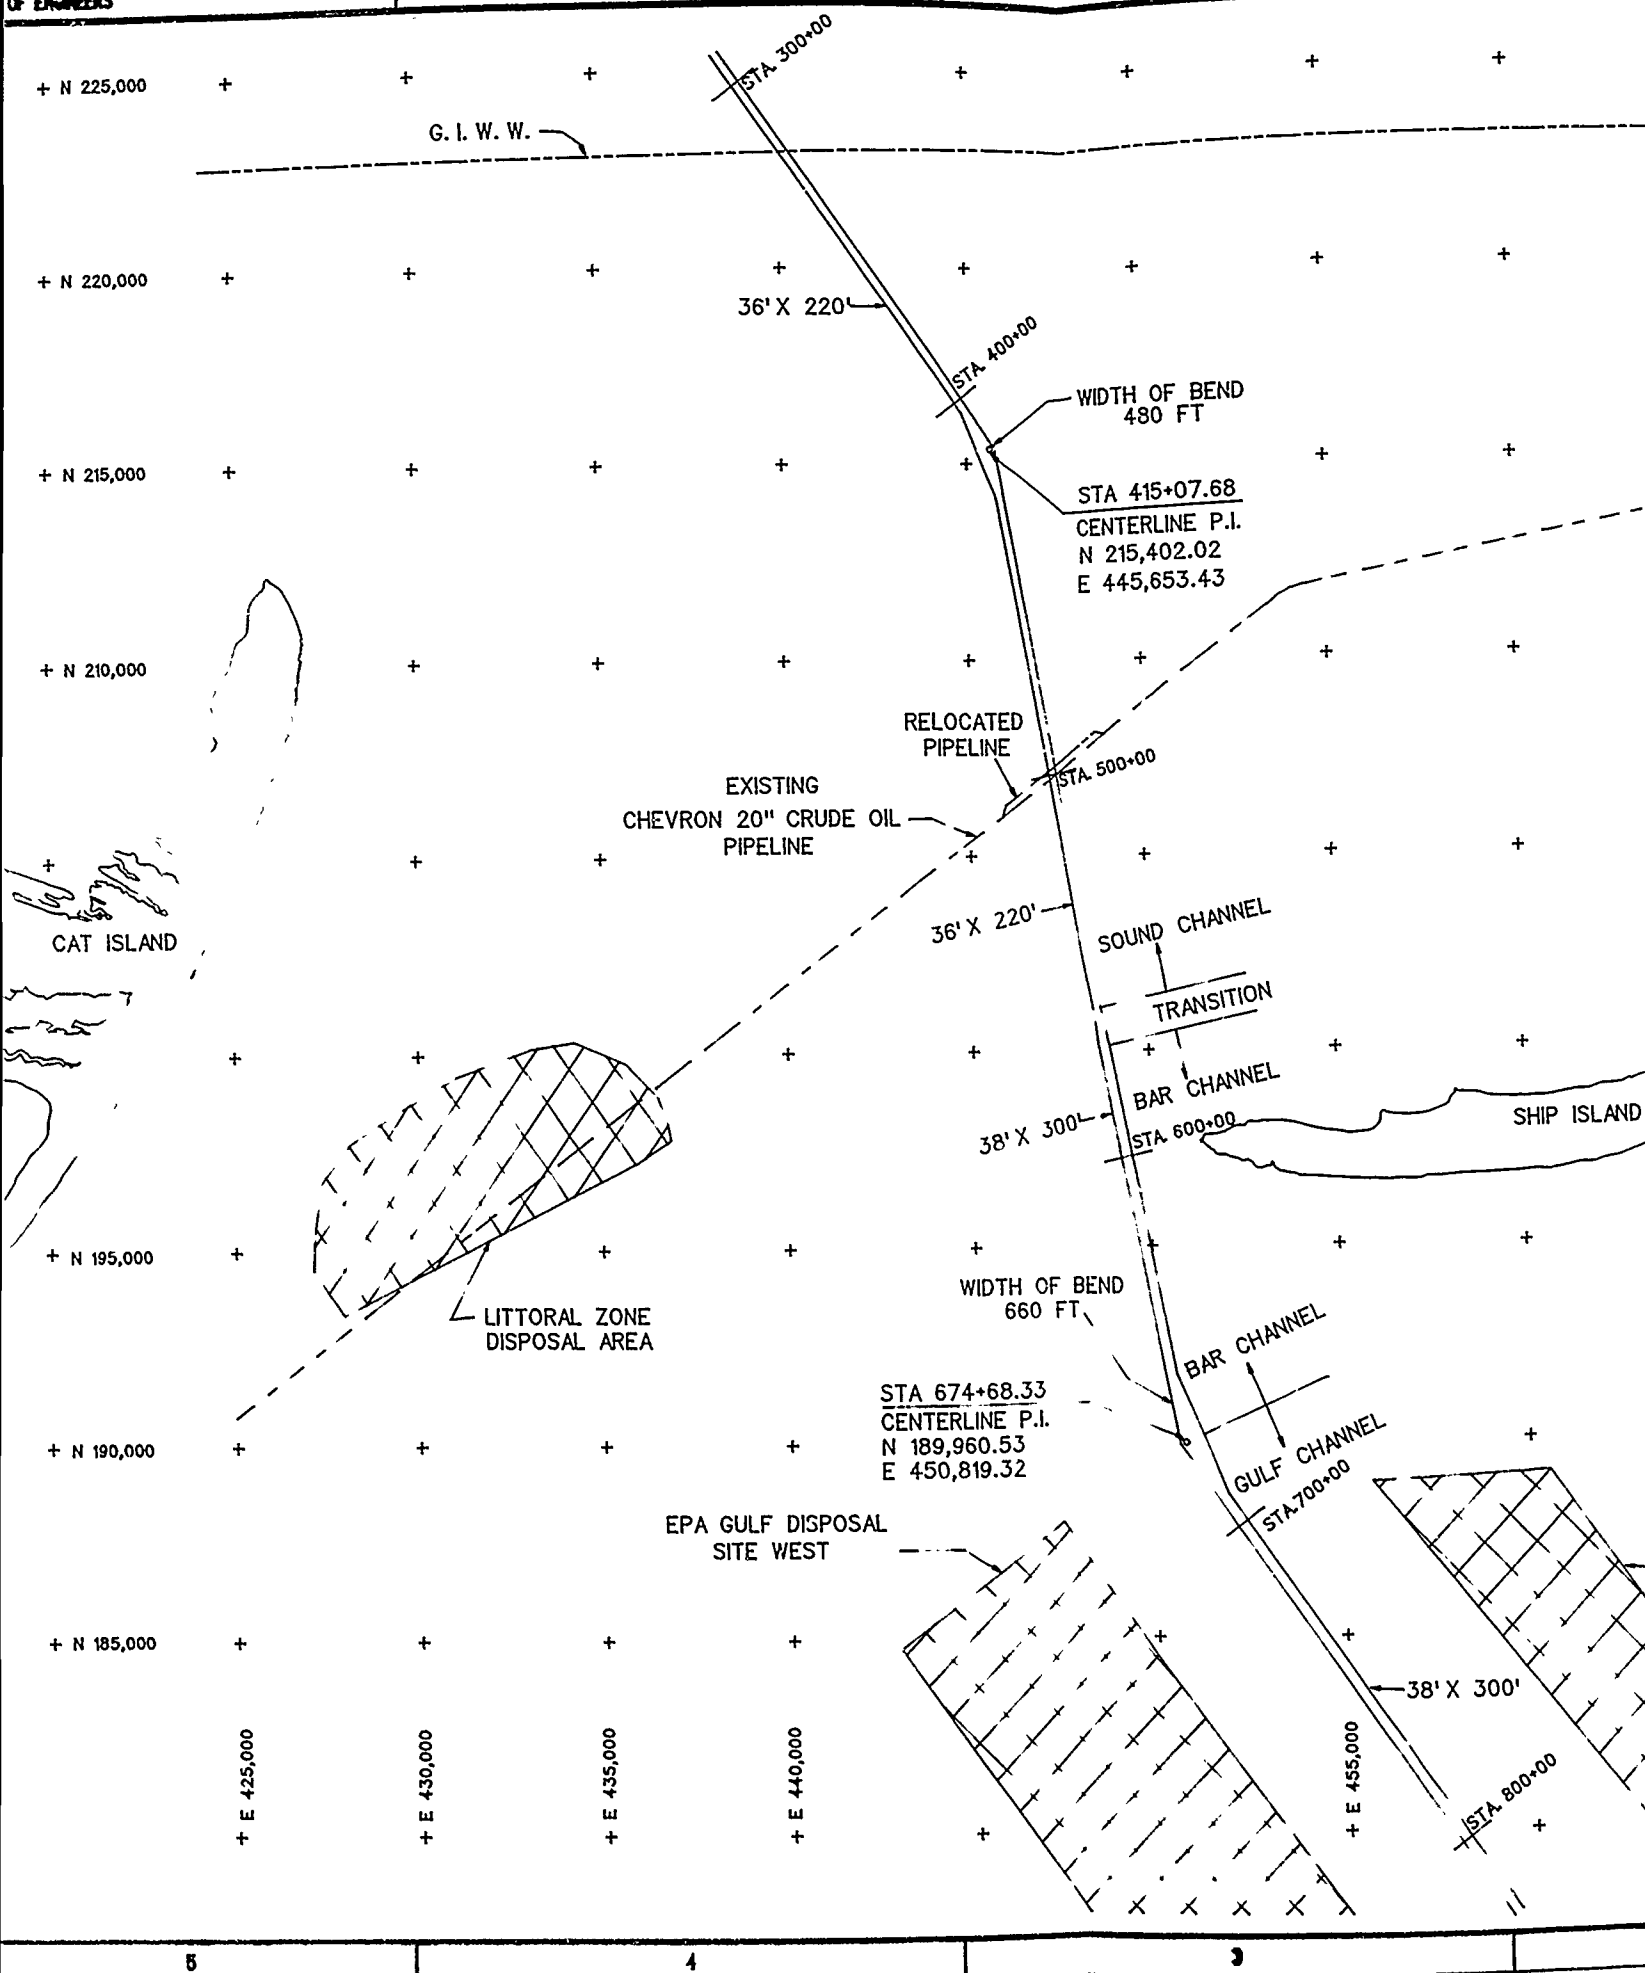 OF ENGINEERS
STA. 300+00
N 225,000
G. I. W. W.
N 220,000
36' X 220'
STA. 400+00
WIDTH OF BEND
480 FT
N 215,000
STA 415+07.68
CENTERLINE P.I.
N 215,402.02
E 445,653.43
N 210,000
RELOCATED
PIPELINE
STA. 500+00
EXISTING
CHEVRON 20" CRUDE OIL
PIPELINE
36' X 220'
SOUND CHANNEL
CAT ISLAND
TRANSITION
BAR CHANNEL
38' X 300'
STA. 600+00
SHIP ISLAND
N 195,000
WIDTH OF BEND
660 FT
LITTORAL ZONE
DISPOSAL AREA
BAR CHANNEL
STA 674+68.33
CENTERLINE P.I.
N 189,960.53
E 450,819.32
N 190,000
GULF CHANNEL
STA. 700+00
EPA GULF DISPOSAL
SITE WEST
N 185,000
38' X 300'
E 425,000
E 430,000
E 435,000
E 440,000
E 455,000
STA. 800+00
5
4
3